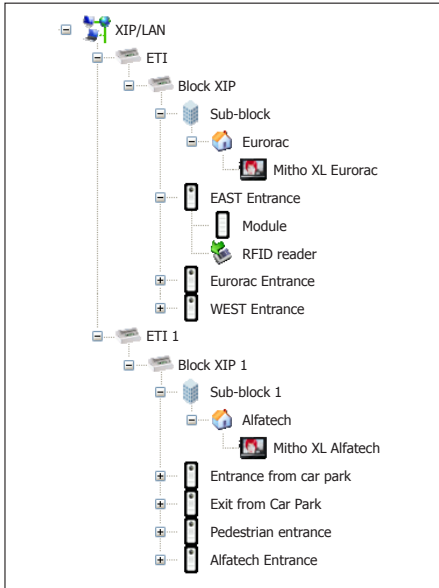 XIP/LAN
ETI
Block XIP
Sub-block
Eurorac
Mitho XL Eurorac
EAST Entrance
Module
RFID reader
Eurorac Entrance
WEST Entrance
ETI 1
Block XIP 1
Sub-block 1
Alfatech
Mitho XL Alfatech
Entrance from car park
Exit from Car Park
Pedestrian entrance
Alfatech Entrance